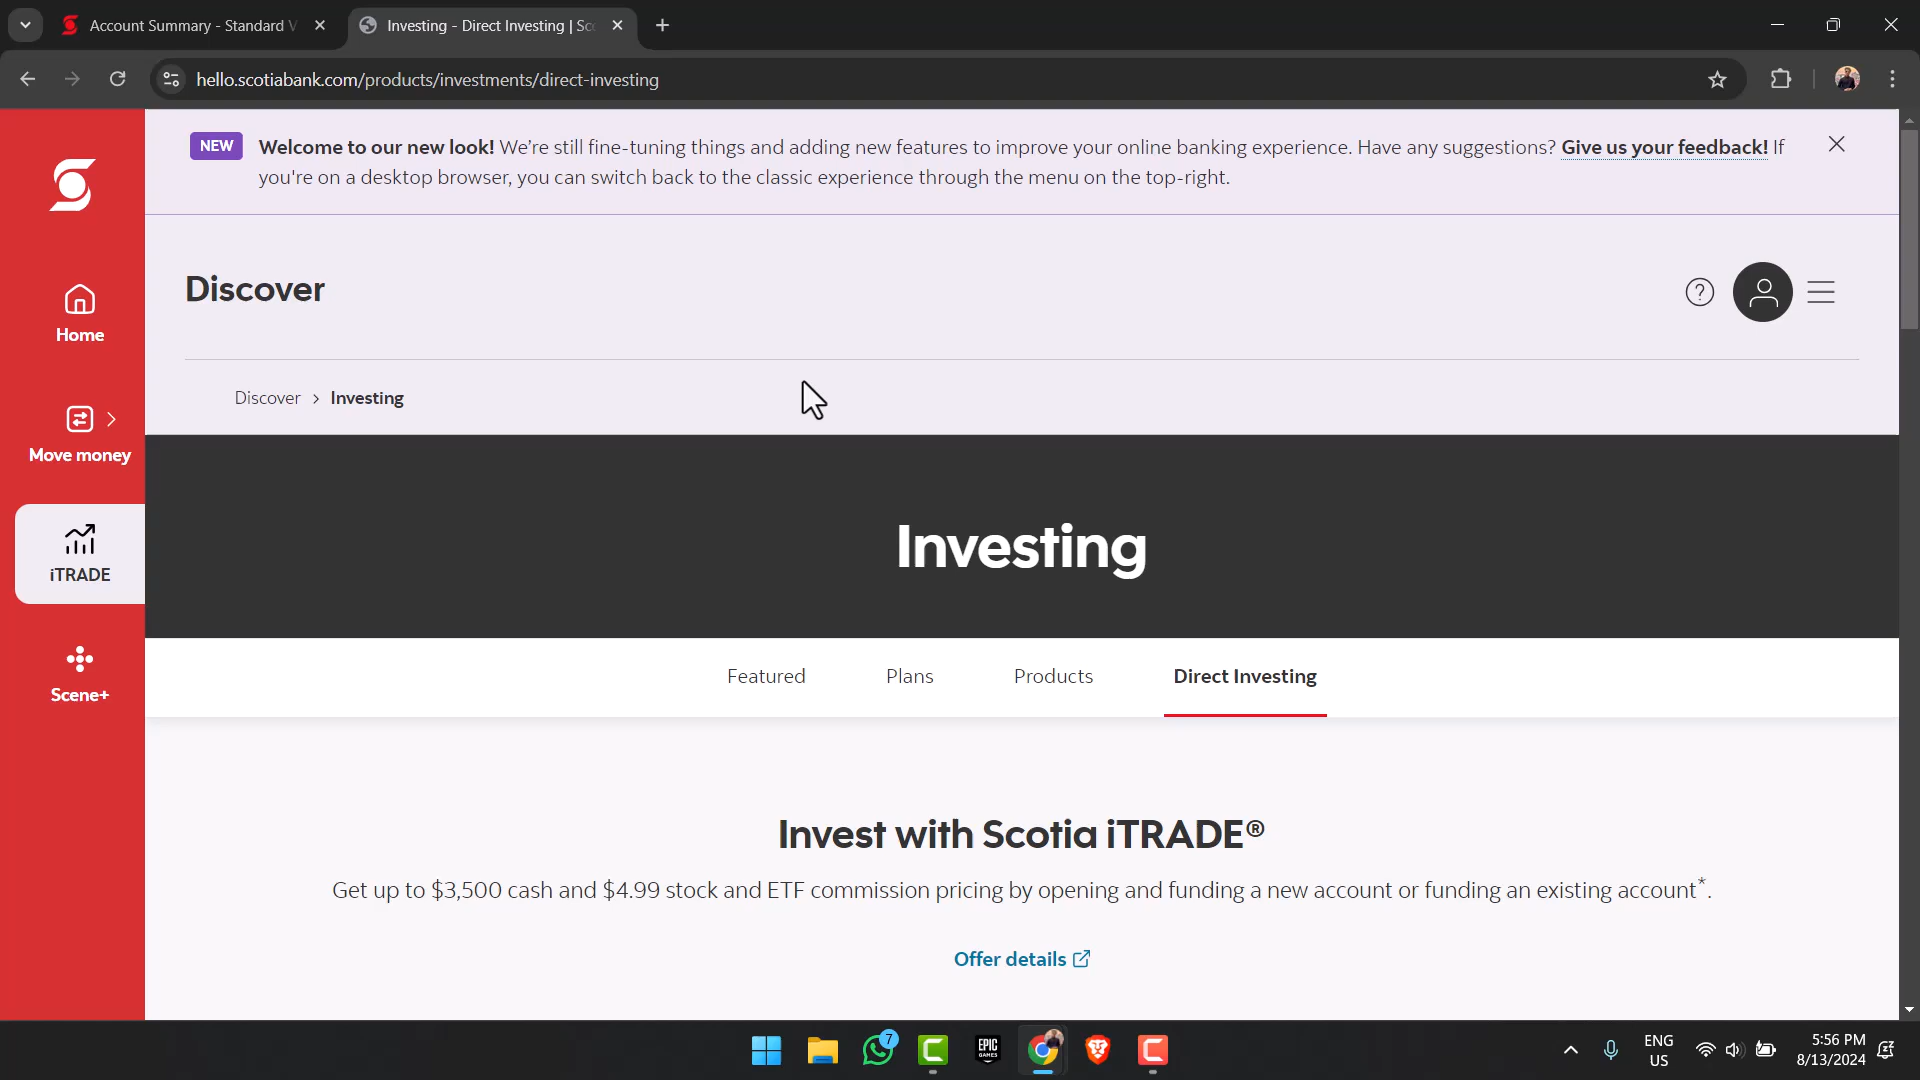 Account Summary - Standard V
Investing - Direct Investing | Sc
hello.scotiabank.com/products/investments/direct-investing
NEW
Welcome to our new look! We're still fine-tuning things and adding new features to improve your online banking experience. Have any suggestions? Give us your feedback! If
you're on a desktop browser, you can switch back to the classic experience through the menu on the top-right.
Discover
Discover > Investing
Home
Move money
iTRADE
Scene+
Investing
Featured
Plans
Products
Direct Investing
Invest with Scotia iTRADE®
Get up to $3,500 cash and $4.99 stock and ETF commission pricing by opening and funding a new account or funding an existing account*.
Offer details
7
EPIC
GAMES
ENG
US
5:56 PM
8/13/2024